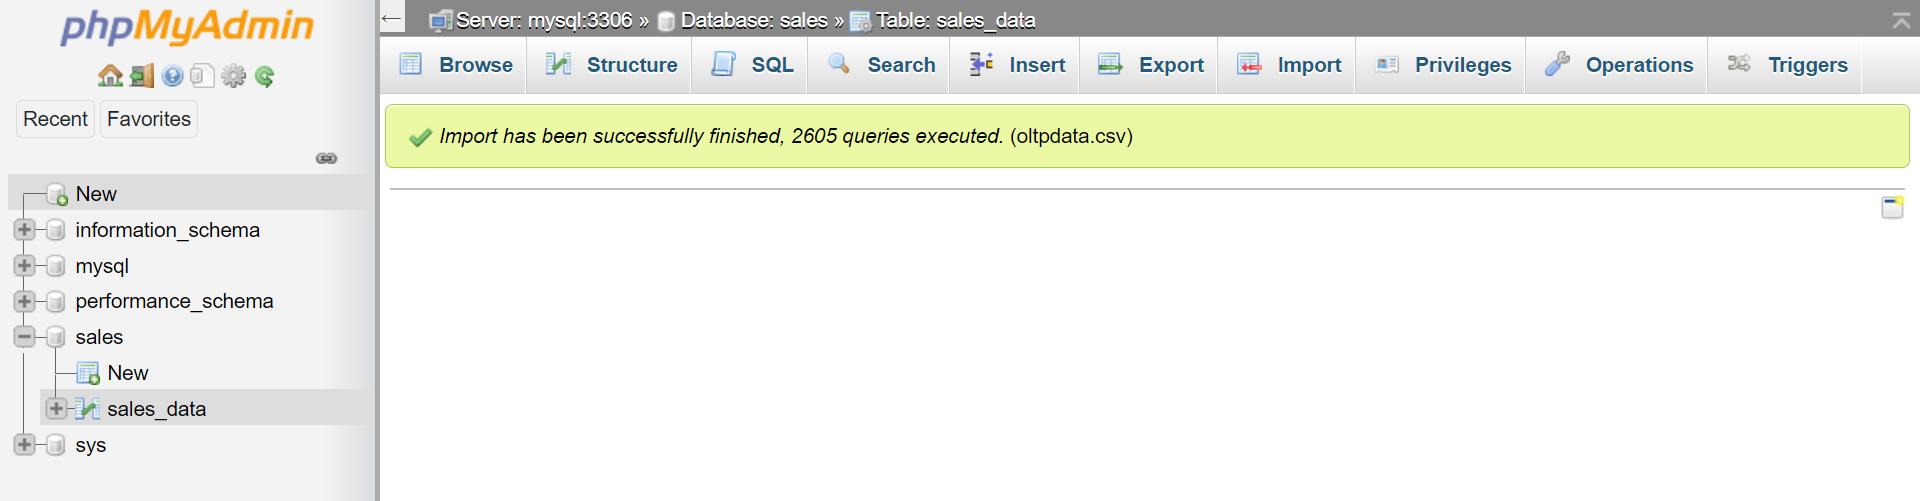 phpMyAdmin
Recent Favorites
New
information_schema
mysql
performance_schema
sales
New
sales_data
sys
Server: mysql:3306 » Database: sales » Table: sales_data
Browse Structure SQL Search Insert Export Import Privileges Operations Triggers
Import has been successfully finished, 2605 queries executed. (oltpdata.csv)